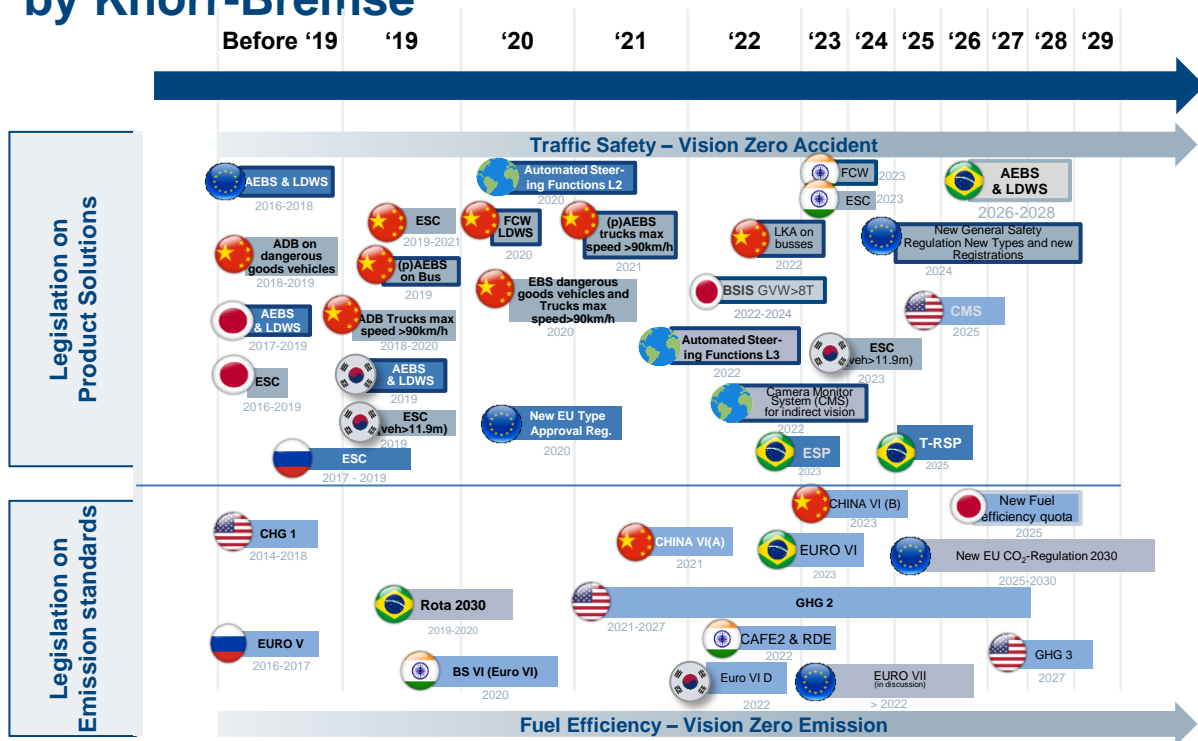 by Knorr-Bremse
Before ‘19
‘19
‘20
‘21
‘22
‘23
‘24
‘25
‘26
‘27
‘28
‘29
Legislation on
Product Solutions
Traffic Safety – Vision Zero Accident
AEBS & LDWS
2016-2018
Automated Steer-
ing Functions L2
2020
FCW
2023
ESC
2023
AEBS
& LDWS
2026-2028
ESC
2019-2021
FCW
LDWS
2020
(p)AEBS
trucks max
speed >90km/h
2021
LKA on
busses
2022
New General Safety
Regulation New Types and new
Registrations
2024
ADB on
dangerous
goods vehicles
2018-2019
(p)AEBS
on Bus
2019
EBS dangerous
goods vehicles and
Trucks max
speed>90km/h
2020
BSIS GVW>8T
2022-2024
CMS
2025
AEBS
& LDWS
2017-2019
ADB Trucks max
speed >90km/h
2018-2020
Automated Steer-
ing Functions L3
2022
ESC
(veh>11.9m)
2023
ESC
2016-2019
AEBS
& LDWS
2019
Camera Monitor
System (CMS)
for indirect vision
2022
ESC
(veh>11.9m)
2019
New EU Type
Approval Reg.
2020
ESP
2023
T-RSP
2025
ESC
2017 - 2019
Legislation on
Emission standards
CHG 1
2014-2018
CHINA VI(A)
2021
CHINA VI (B)
2023
New Fuel
efficiency quota
2025
EURO VI
2023
New EU CO₂-Regulation 2030
2025-2030
Rota 2030
2019-2020
GHG 2
2021-2027
EURO V
2016-2017
CAFE2 & RDE
2022
GHG 3
2027
BS VI (Euro VI)
2020
Euro VI D
2022
EURO VII
(in discussion)
> 2022
Fuel Efficiency – Vision Zero Emission